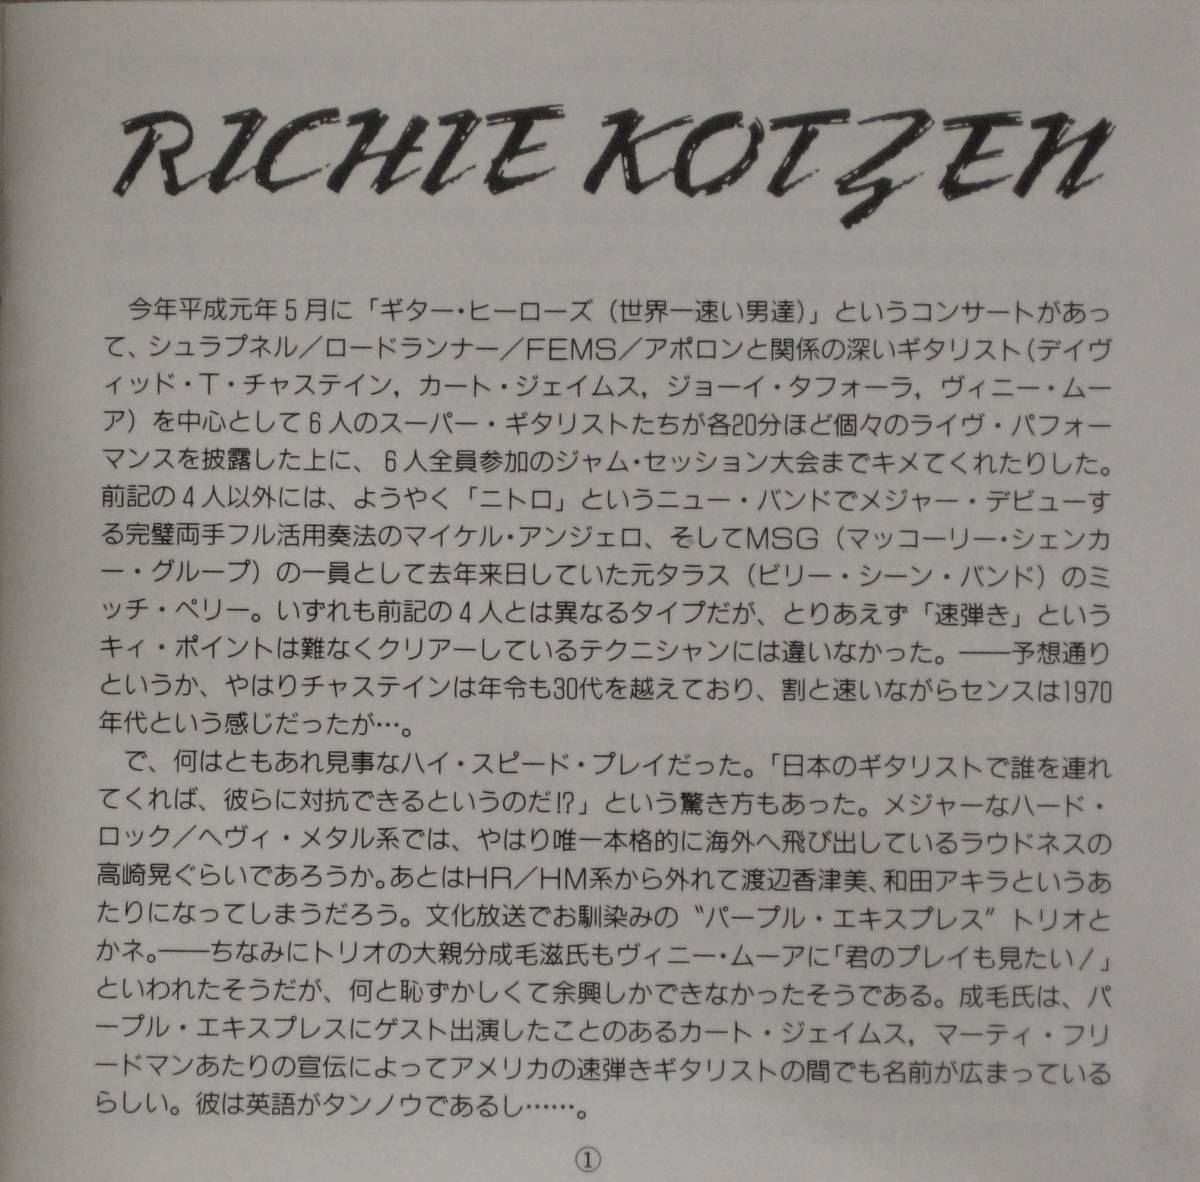 RICHIE KOTZEN
今年平成元年5月に「ギター・ヒーローズ（世界一速い男達）」というコンサートがあっ
て、シュラプネル／ロードランナー／FEMS／アポロンと関係の深いギタリスト（デイヴ
ィッド・T・チャステイン，カート・ジェイムス，ジョーイ・タフォーラ，ヴィニー・ムー
ア）を中心として6人のスーパー・ギタリストたちが各20分ほど個々のライヴ・パフォー
マンスを披露した上に、6人全員参加のジャム・セッション大会までキメてくれたりした。
前記の4人以外には、ようやく「ニトロ」というニュー・バンドでメジャー・デビューす
る完璧両手フル活用奏法のマイケル・アンジェロ、そしてMSG（マッコーリー・シェンカ
ー・グループ）の一員として去年来日していた元タラス（ビリー・シーン・バンド）のミ
ッチ・ペリー。いずれも前記の4人とは異なるタイプだが、とりあえず「速弾き」という
キィ・ポイントは難なくクリアーしているテクニシャンには違いなかった。――予想通り
というか、やはりチャステインは年令も30代を越えており、割と速いながらセンスは1970
年代という感じだったが…。
で、何はともあれ見事なハイ・スピード・プレイだった。「日本のギタリストで誰を連れ
てくれば、彼らに対抗できるというのだ!?」という驚き方もあった。メジャーなハード・
ロック／ヘヴィ・メタル系では、やはり唯一本格的に海外へ飛び出しているラウドネスの
高崎晃ぐらいであろうか。あとはHR／HM系から外れて渡辺香津美、和田アキラというあ
たりになってしまうだろう。文化放送でお馴染みの〝パープル・エキスプレス〟トリオと
かネ。――ちなみにトリオの大親分成毛滋氏もヴィニー・ムーアに「君のプレイも見たい！」
といわれたそうだが、何と恥ずかしくて余興しかできなかったそうである。成毛氏は、パ
ープル・エキスプレスにゲスト出演したことのあるカート・ジェイムス，マーティ・フリ
ードマンあたりの宣伝によってアメリカの速弾きギタリストの間でも名前が広まっている
らしい。彼は英語がタンノウであるし……。
①